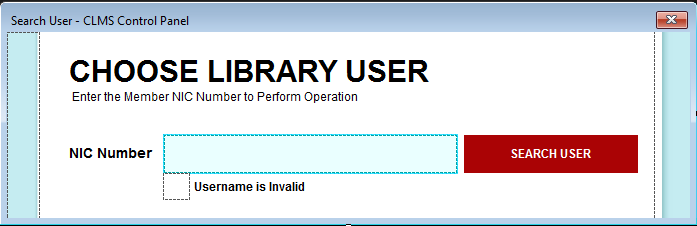 Search User - CLMS Control Panel
CHOOSE LIBRARY USER
Enter the Member NIC Number to Perform Operation
NIC Number
SEARCH USER
Username is Invalid